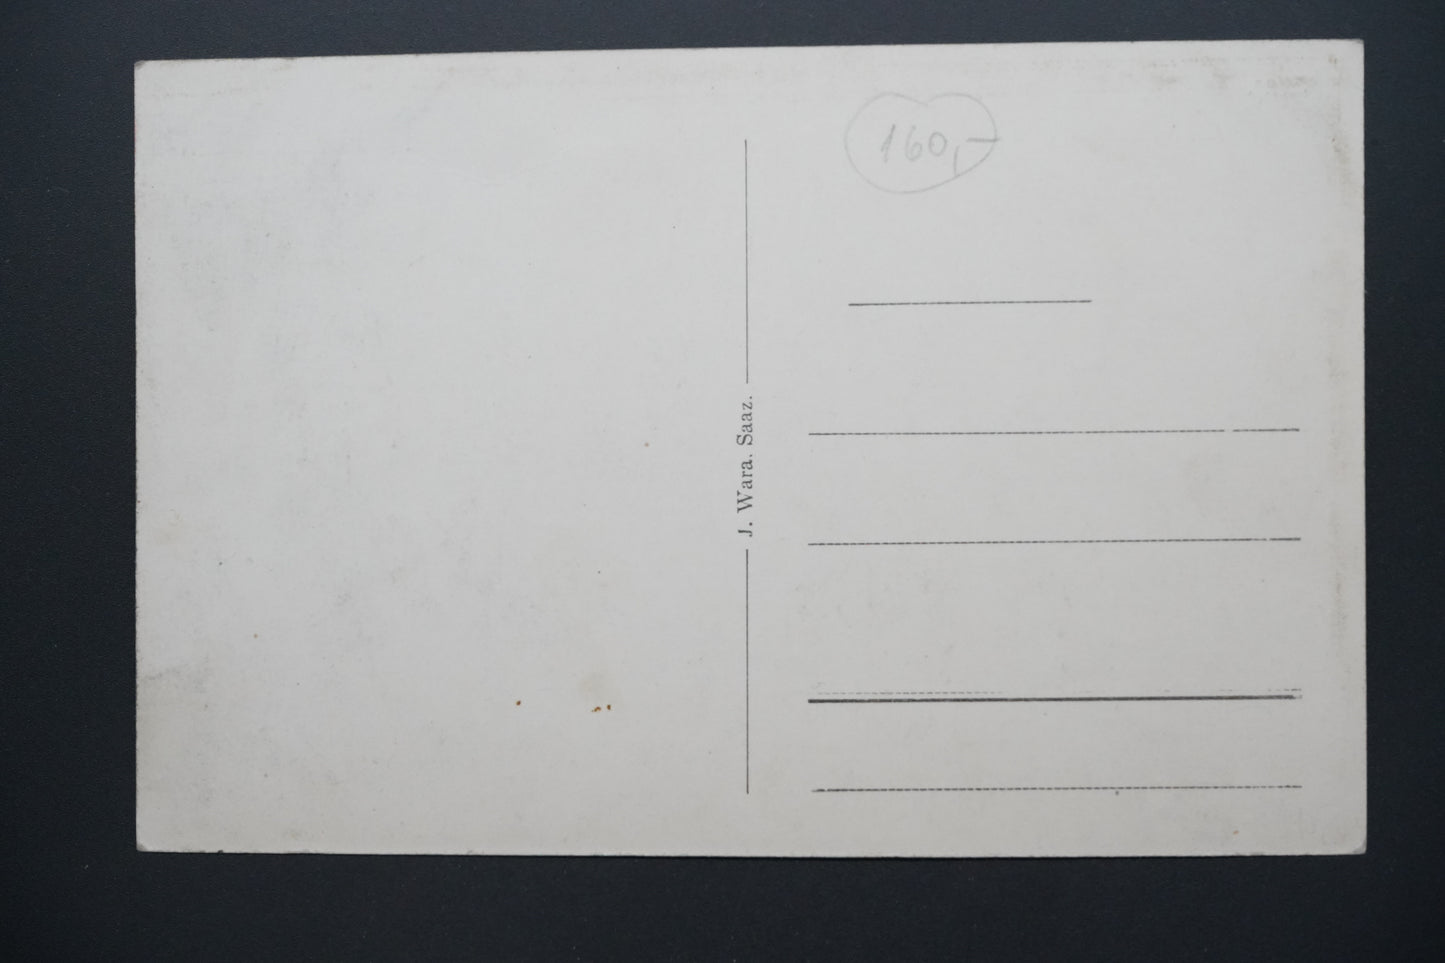 160,-
J. Wara, Saaz.